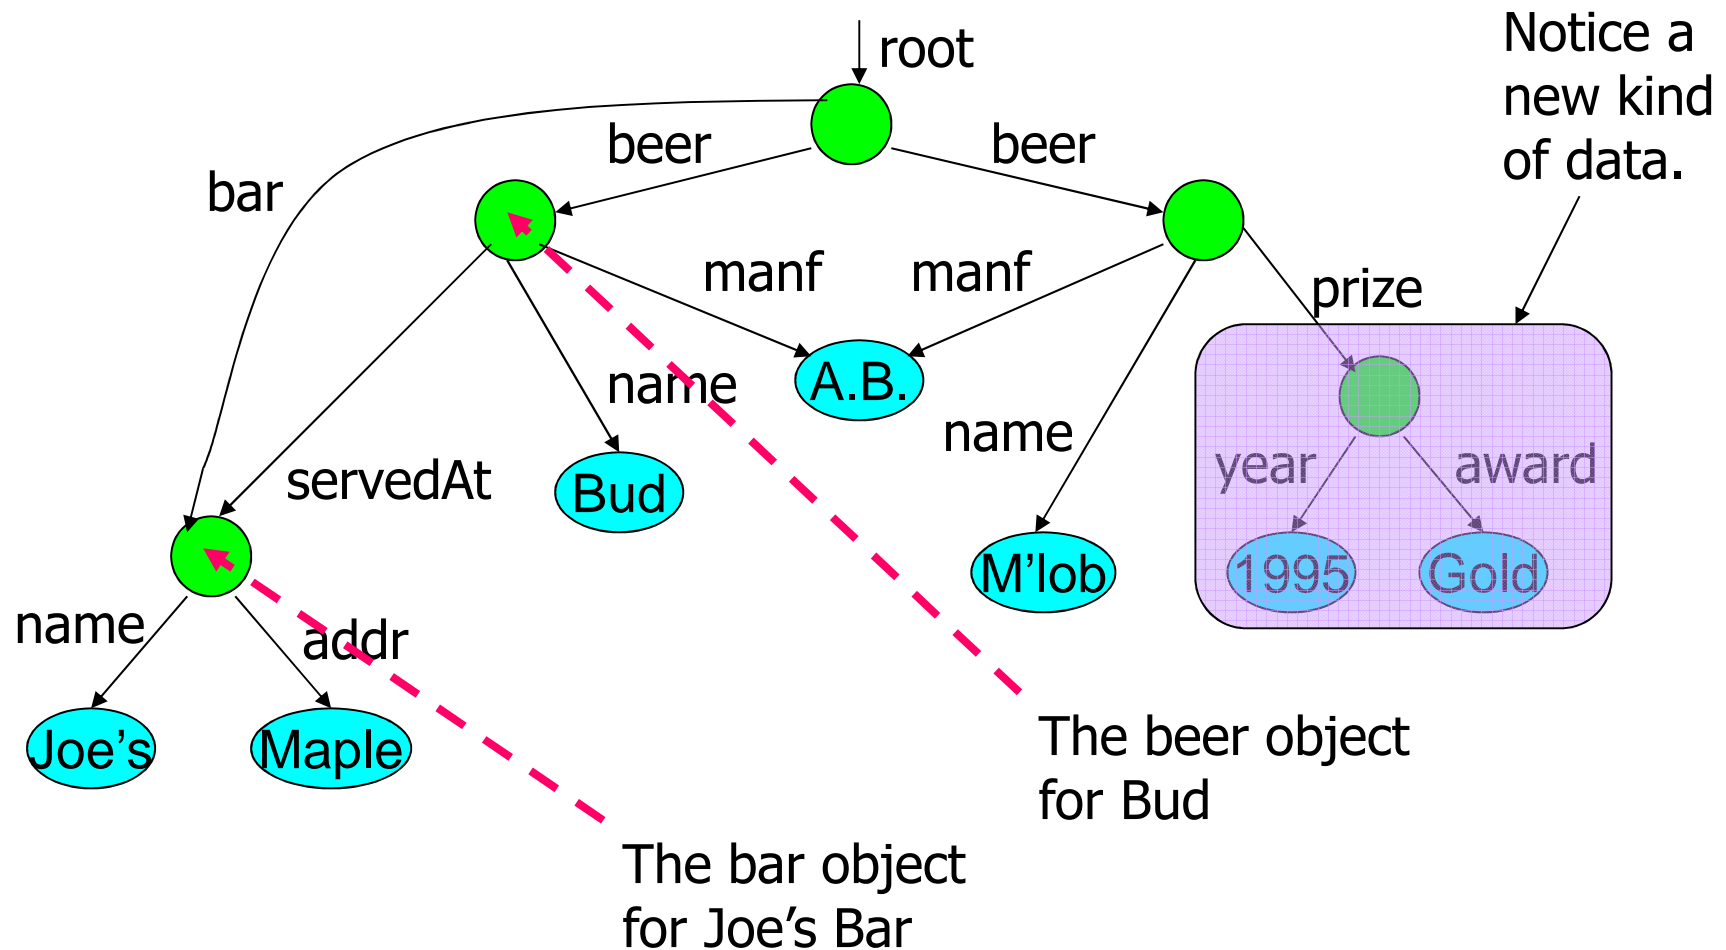 root
Notice a
new kind
of data.
beer
beer
bar
manf
manf
prize
name
A.B.
name
servedAt
Bud
year
award
M’lob
1995
Gold
name
addr
Joe’s
Maple
The beer object
for Bud
The bar object
for Joe’s Bar